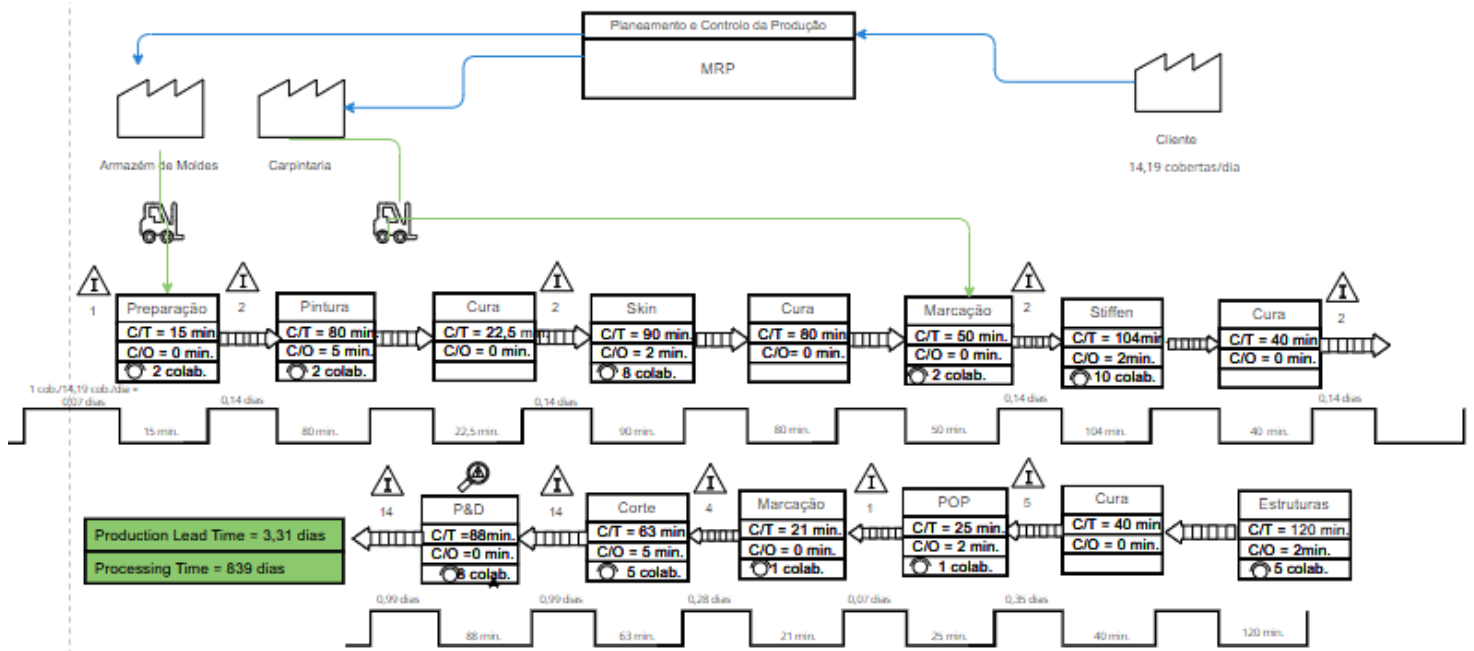 Planeamento e Controlo da Produção
MRP
Armazém de Moldes
Carpintaria
Cliente
14,19 cobertas/dia
I
1
Preparação
C/T = 15 min
C/O = 0 min.
2 colab.
I
2
Pintura
C/T = 80 min
C/O = 5 min.
2 colab.
Cura
C/T = 22,5 m
C/O = 0 min.
I
2
Skin
C/T = 90 min
C/O = 2 min.
8 colab.
Cura
C/T = 80 min
C/O= 0 min.
Marcação
C/T = 50 min.
C/O = 0 min.
2 colab.
I
2
Stiffen
C/T = 104min
C/O = 2min.
10 colab.
Cura
C/T = 40 min
C/O = 0 min.
I
2
1 cob./14,19 cob./dia =
0,07 dias
15 min.
0,14 dias
80 min.
22,5 min.
0,14 dias
90 min.
80 min.
50 min.
0,14 dias
104 min.
40 min.
0,14 dias
Production Lead Time = 3,31 dias
Processing Time = 839 dias
I
14
P&D
C/T =88min.
C/O =0 min.
8 colab.
I
14
Corte
C/T = 63 min
C/O = 5 min.
5 colab.
I
4
Marcação
C/T = 21 min.
C/O = 0 min.
1 colab.
I
1
POP
C/T = 25 min
C/O = 2 min.
1 colab.
I
5
Cura
C/T = 40 min
C/O = 0 min.
Estruturas
C/T = 120 min
C/O = 2min.
5 colab.
0,99 dias
88 min.
0,99 dias
63 min.
0,28 dias
21 min.
0,07 dias
25 min.
0,35 dias
40 min.
120 min.